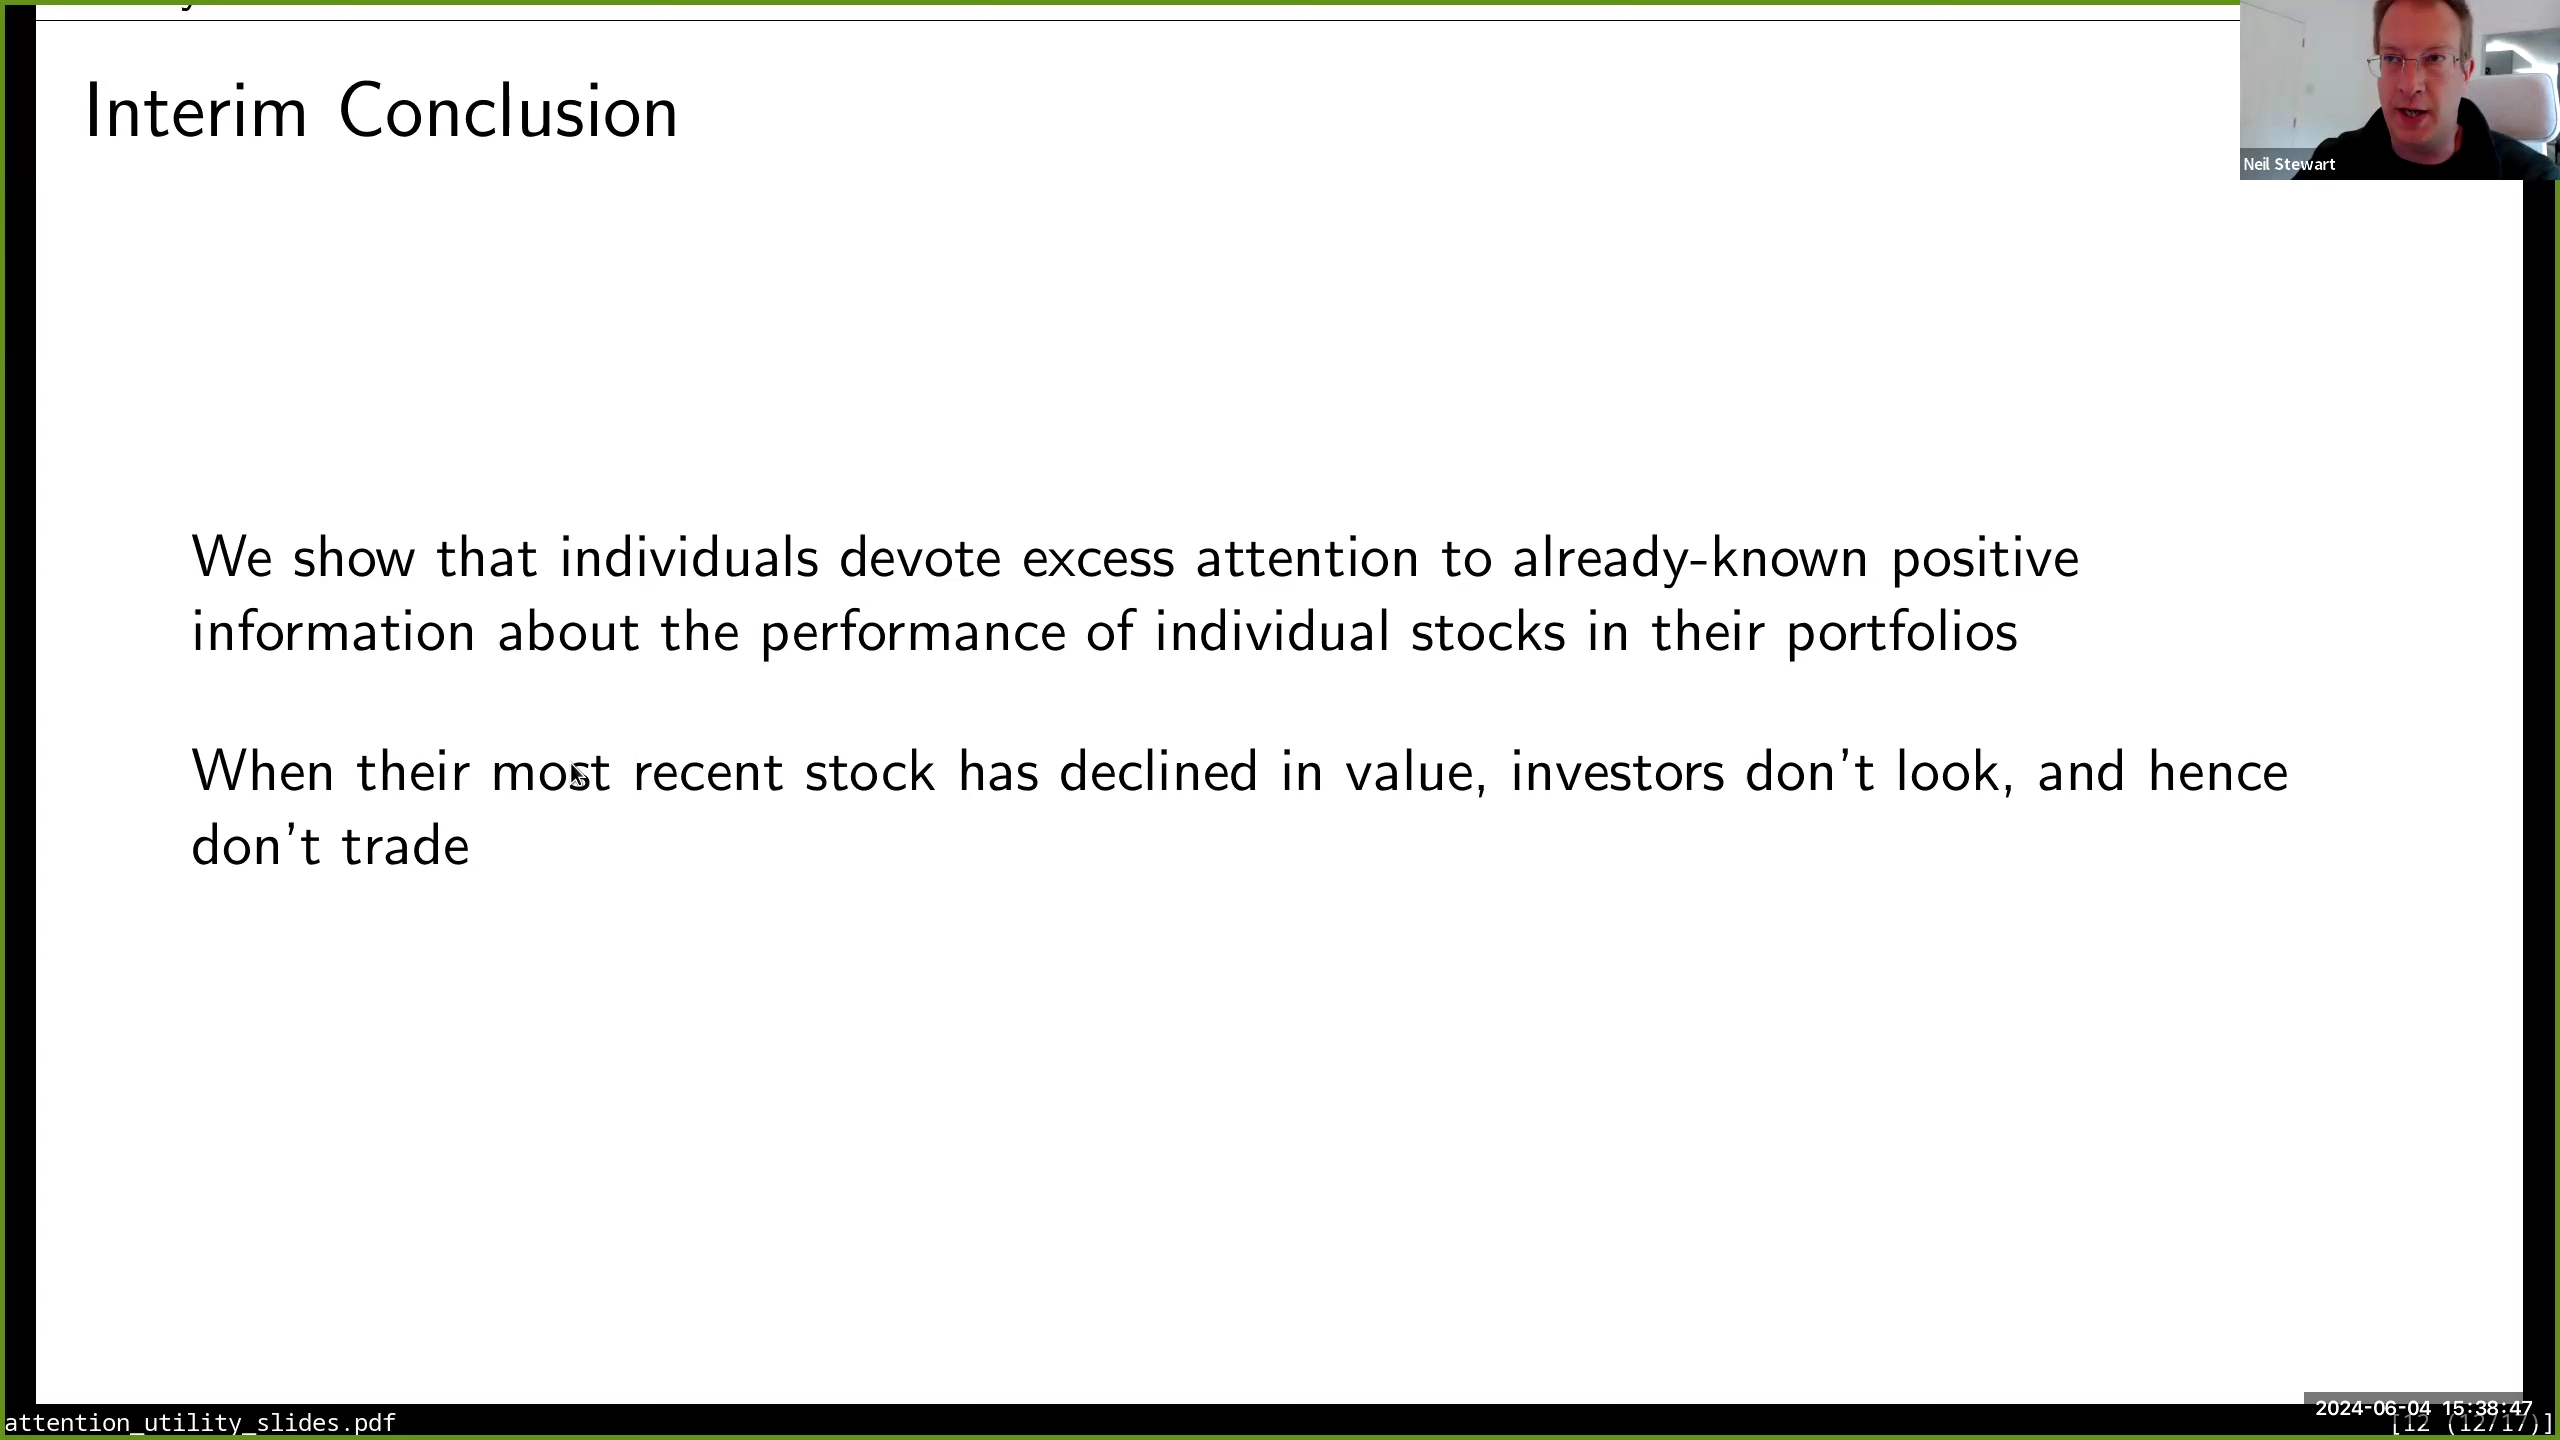 Interim Conclusion
Neil Stewart
We show that individuals devote excess attention to already-known positive
information about the performance of individual stocks in their portfolios
When their most recent stock has declined in value, investors don't look, and hence
don't trade
2024-06-04 15:38:47
attention_utility_slides.pdf
[12 (12/17)]